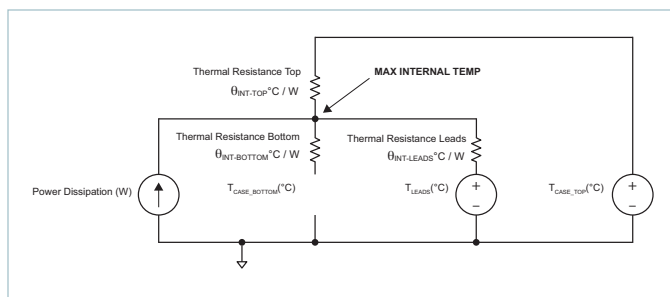 Thermal Resistance Top
θINT-TOP°C / W
MAX INTERNAL TEMP
Thermal Resistance Bottom
θINT-BOTTOM°C / W
Thermal Resistance Leads
θINT-LEADS°C / W
Power Dissipation (W)
TCASE_BOTTOM(°C)
TLEADS(°C)
TCASE_TOP(°C)
+
–
+
–